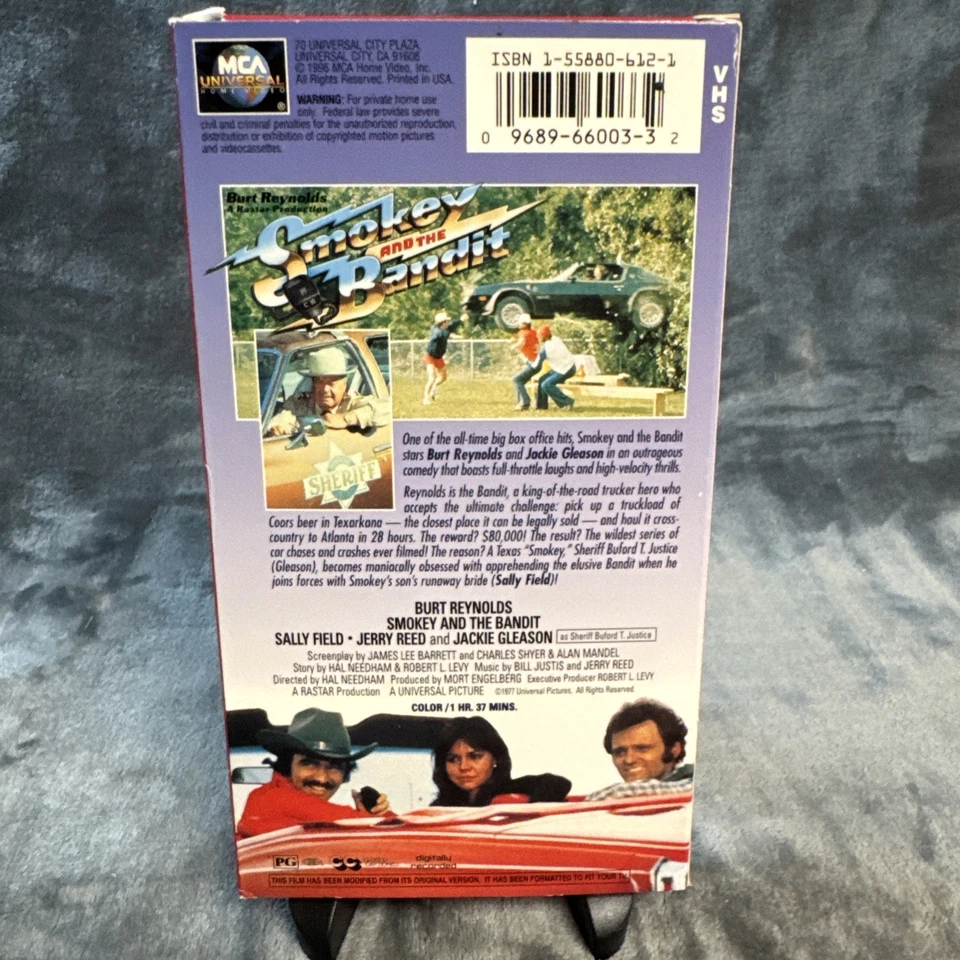 MCA
UNIVERSAL
HOME VIDEO
®
70 UNIVERSAL CITY PLAZA
UNIVERSAL CITY, CA 91608
© 1996 MCA Home Video, Inc.
All Rights Reserved. Printed in USA.
WARNING: For private home use
only. Federal law provides severe
civil and criminal penalties for the unauthorized reproduction,
distribution or exhibition of copyrighted motion pictures
and videocassettes.
ISBN 1-55880-612-1
0 9689-66003-3 2
VHS
Burt Reynolds
A Rastar Production
Smokey
AND THE
Bandit
SHERIFF
One of the all-time big box office hits, Smokey and the Bandit
stars Burt Reynolds and Jackie Gleason in an outrageous
comedy that boasts full-throttle laughs and high-velocity thrills.
Reynolds is the Bandit, a king-of-the-road trucker hero who
accepts the ultimate challenge: pick up a truckload of
Coors beer in Texarkana — the closest place it can be legally sold — and haul it cross-
country to Atlanta in 28 hours. The reward? $80,000! The result? The wildest series of
car chases and crashes ever filmed! The reason? A Texas "Smokey," Sheriff Buford T. Justice
(Gleason), becomes maniacally obsessed with apprehending the elusive Bandit when he
joins forces with Smokey's son's runaway bride (Sally Field)!
BURT REYNOLDS
SMOKEY AND THE BANDIT
SALLY FIELD • JERRY REED and JACKIE GLEASON as Sheriff Buford T. Justice
Screenplay by JAMES LEE BARRETT and CHARLES SHYER & ALAN MANDEL
Story by HAL NEEDHAM & ROBERT L. LEVY Music by BILL JUSTIS and JERRY REED
Directed by HAL NEEDHAM Produced by MORT ENGELBERG Executive Producer ROBERT L. LEVY
A RASTAR Production A UNIVERSAL PICTURE ©1977 Universal Pictures. All Rights Reserved.
COLOR / 1 HR. 37 MINS.
PG
CC
digitally
recorded
THIS FILM HAS BEEN MODIFIED FROM ITS ORIGINAL VERSION. IT HAS BEEN FORMATTED TO FIT YOUR TV.